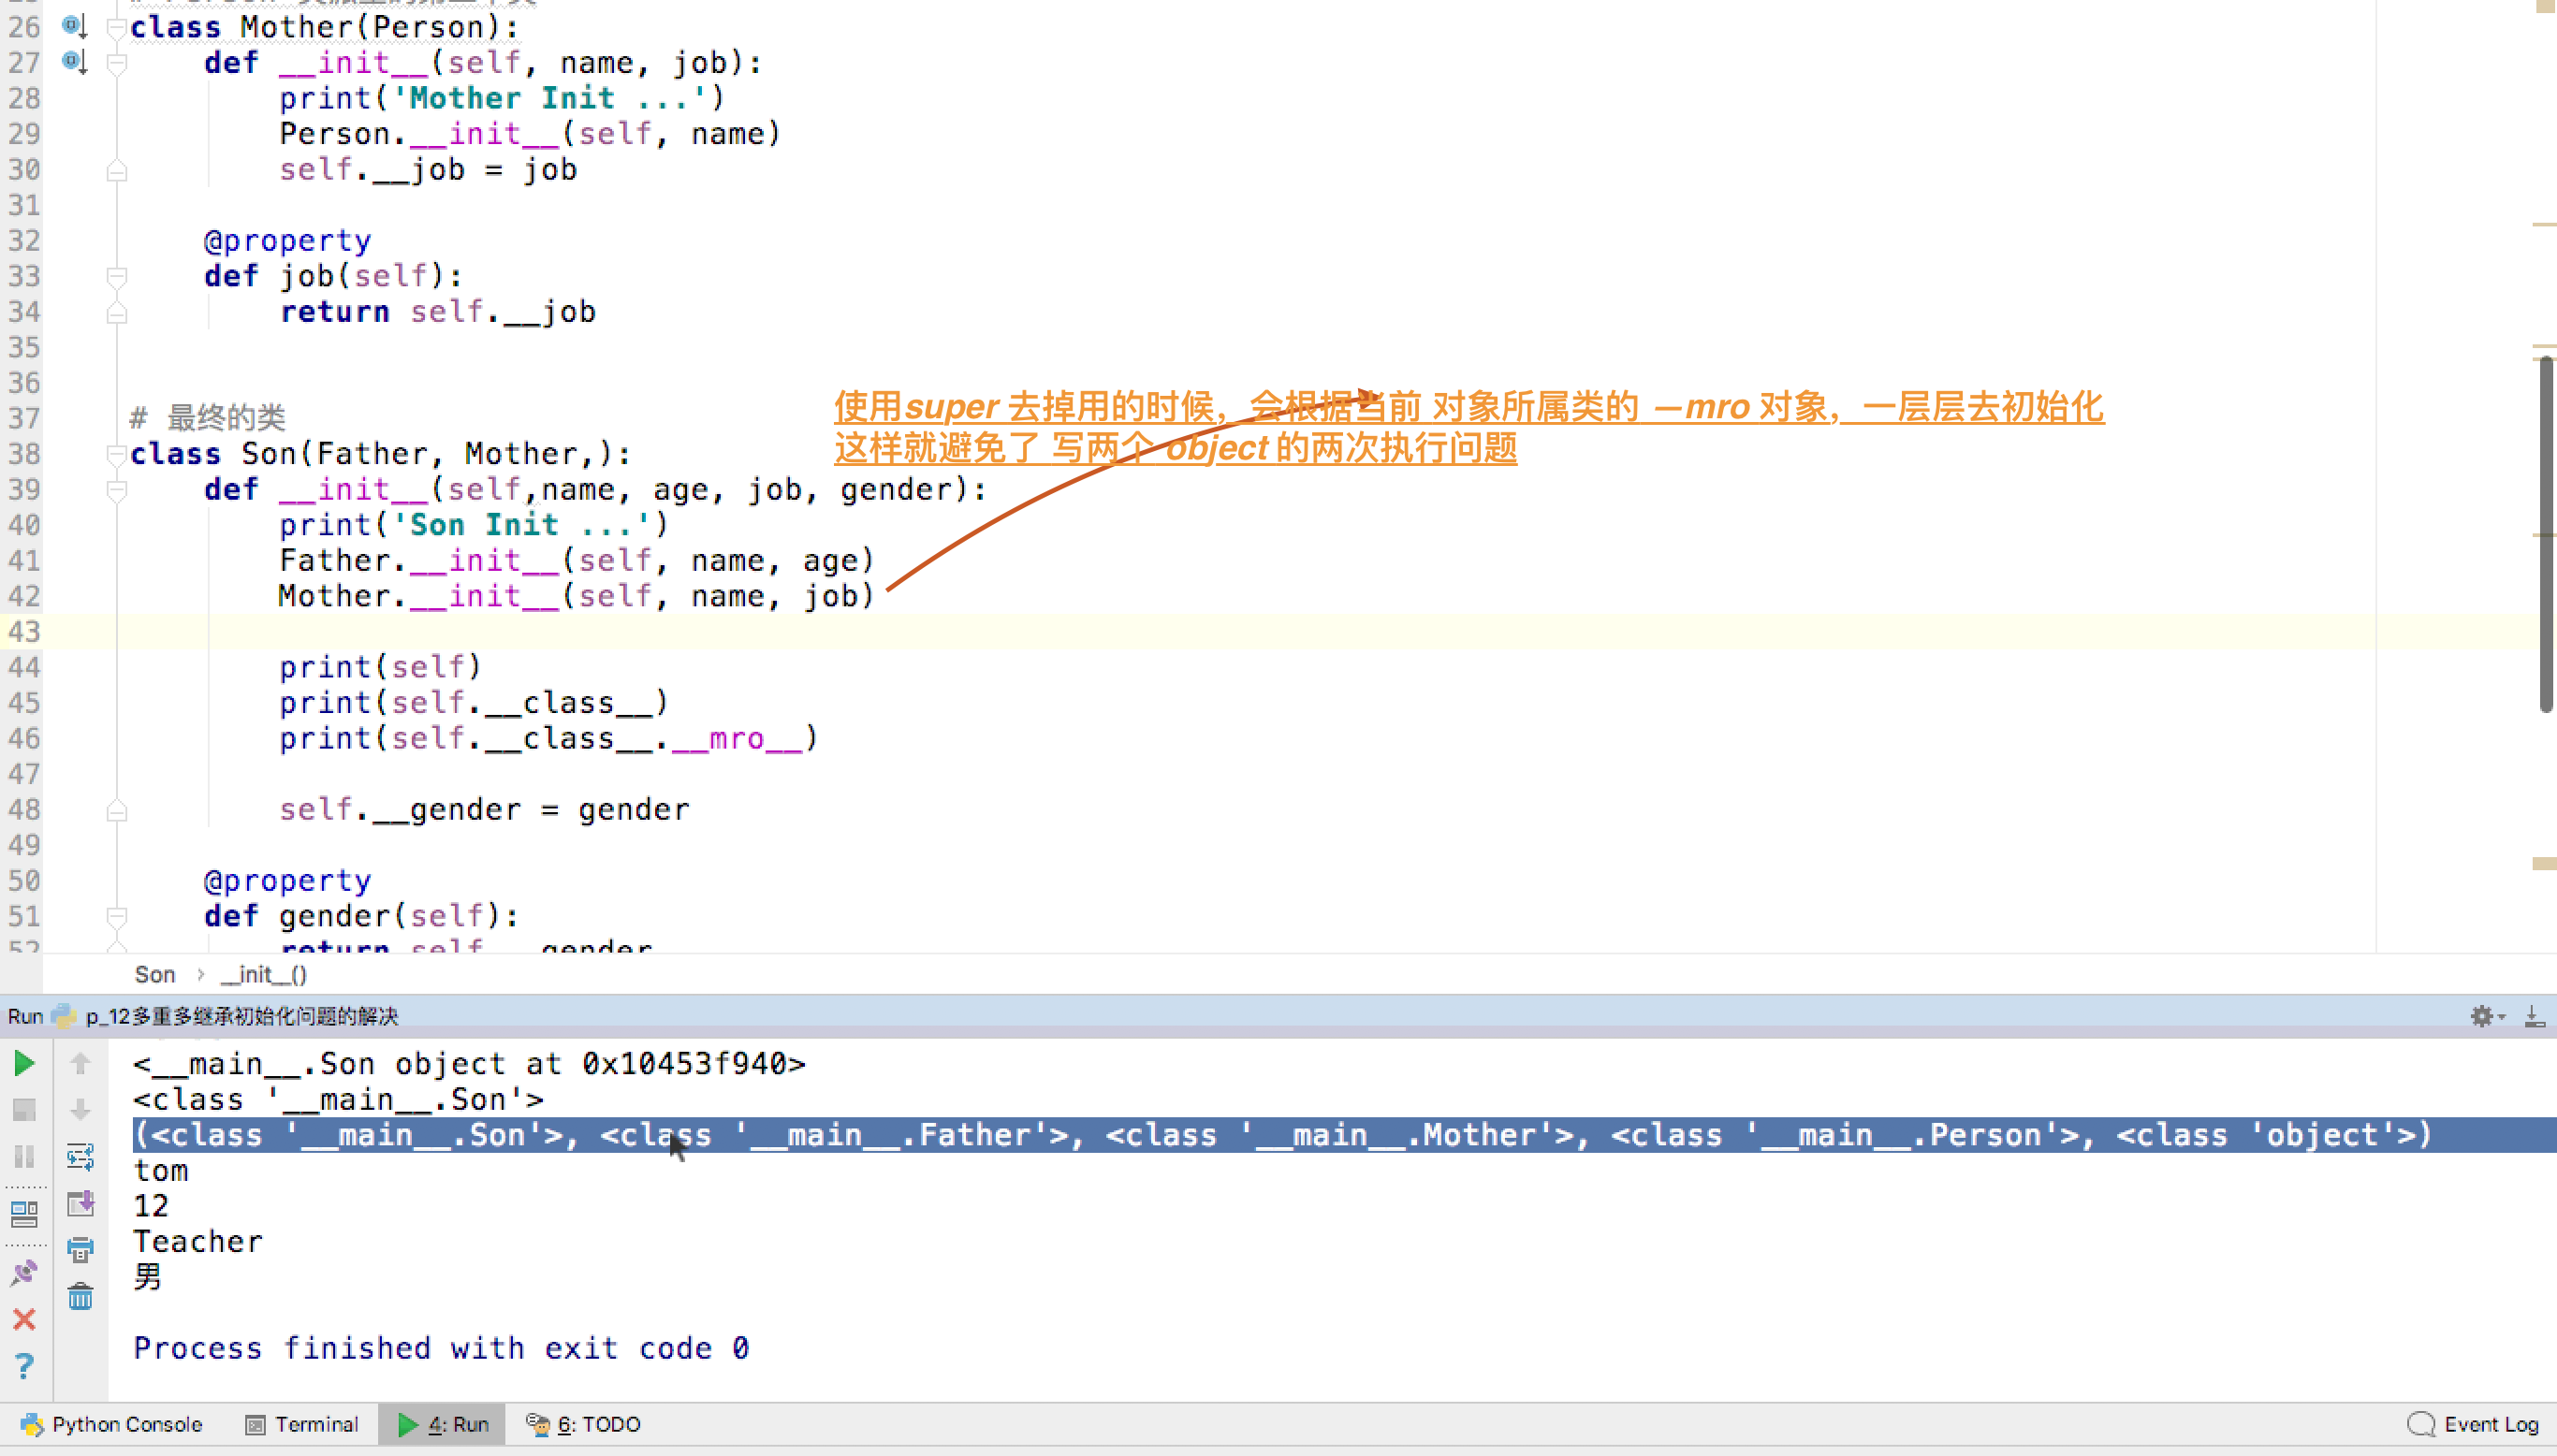 26 class Mother(Person):
27 def __init__(self, name, job):
28 print('Mother Init ...')
29 Person.__init__(self, name)
30 self.__job = job
31
32 @property
33 def job(self):
34 return self.__job
35
36
37 # 最终的类
使用super 去掉用的时候，会根据当前 对象所属类的 —mro 对象，一层层去初始化
这样就避免了 写两个 object 的两次执行问题
38 class Son(Father, Mother,):
39 def __init__(self,name, age, job, gender):
40 print('Son Init ...')
41 Father.__init__(self, name, age)
42 Mother.__init__(self, name, job)
43
44 print(self)
45 print(self.__class__)
46 print(self.__class__.__mro__)
47
48 self.__gender = gender
49
50 @property
51 def gender(self):
52 return self.__gender
Son › __init__()
Run p_12多重多继承初始化问题的解决
<__main__.Son object at 0x10453f940>
<class '__main__.Son'>
(<class '__main__.Son'>, <class '__main__.Father'>, <class '__main__.Mother'>, <class '__main__.Person'>, <class 'object'>)
tom
12
Teacher
男
Process finished with exit code 0
Python Console Terminal 4: Run 6: TODO Event Log